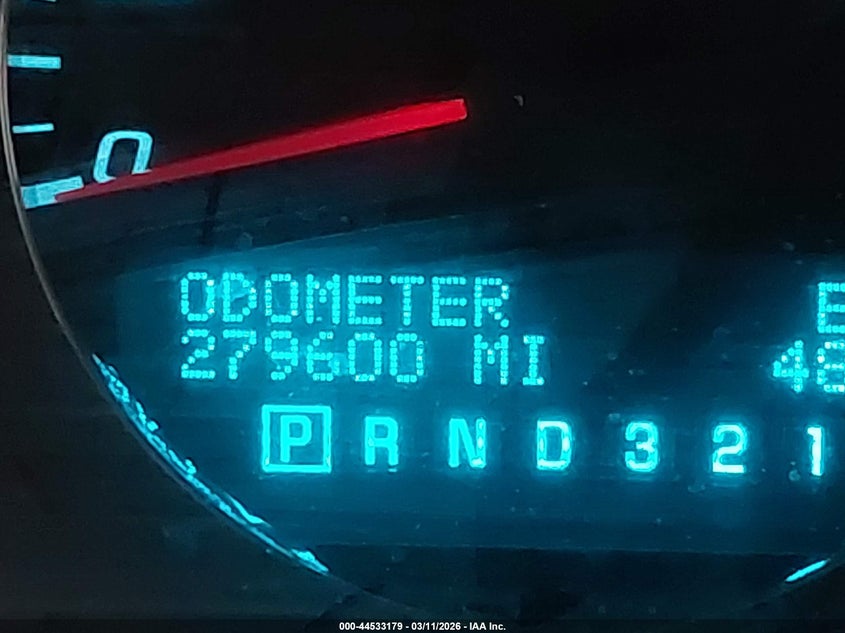 0
ODOMETER E
279600 MI
P R N D 3 2 1
000-44533179 - 03/11/2026 - IAA Inc.